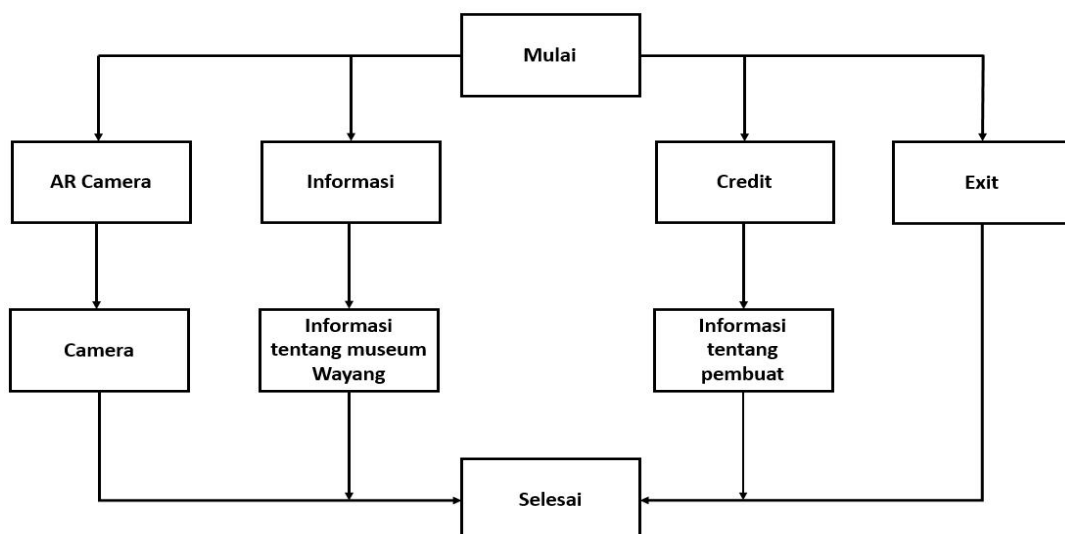 Mulai
AR Camera
Informasi
Credit
Exit
Camera
Informasi
tentang museum
Wayang
Informasi
tentang
pembuat
Selesai